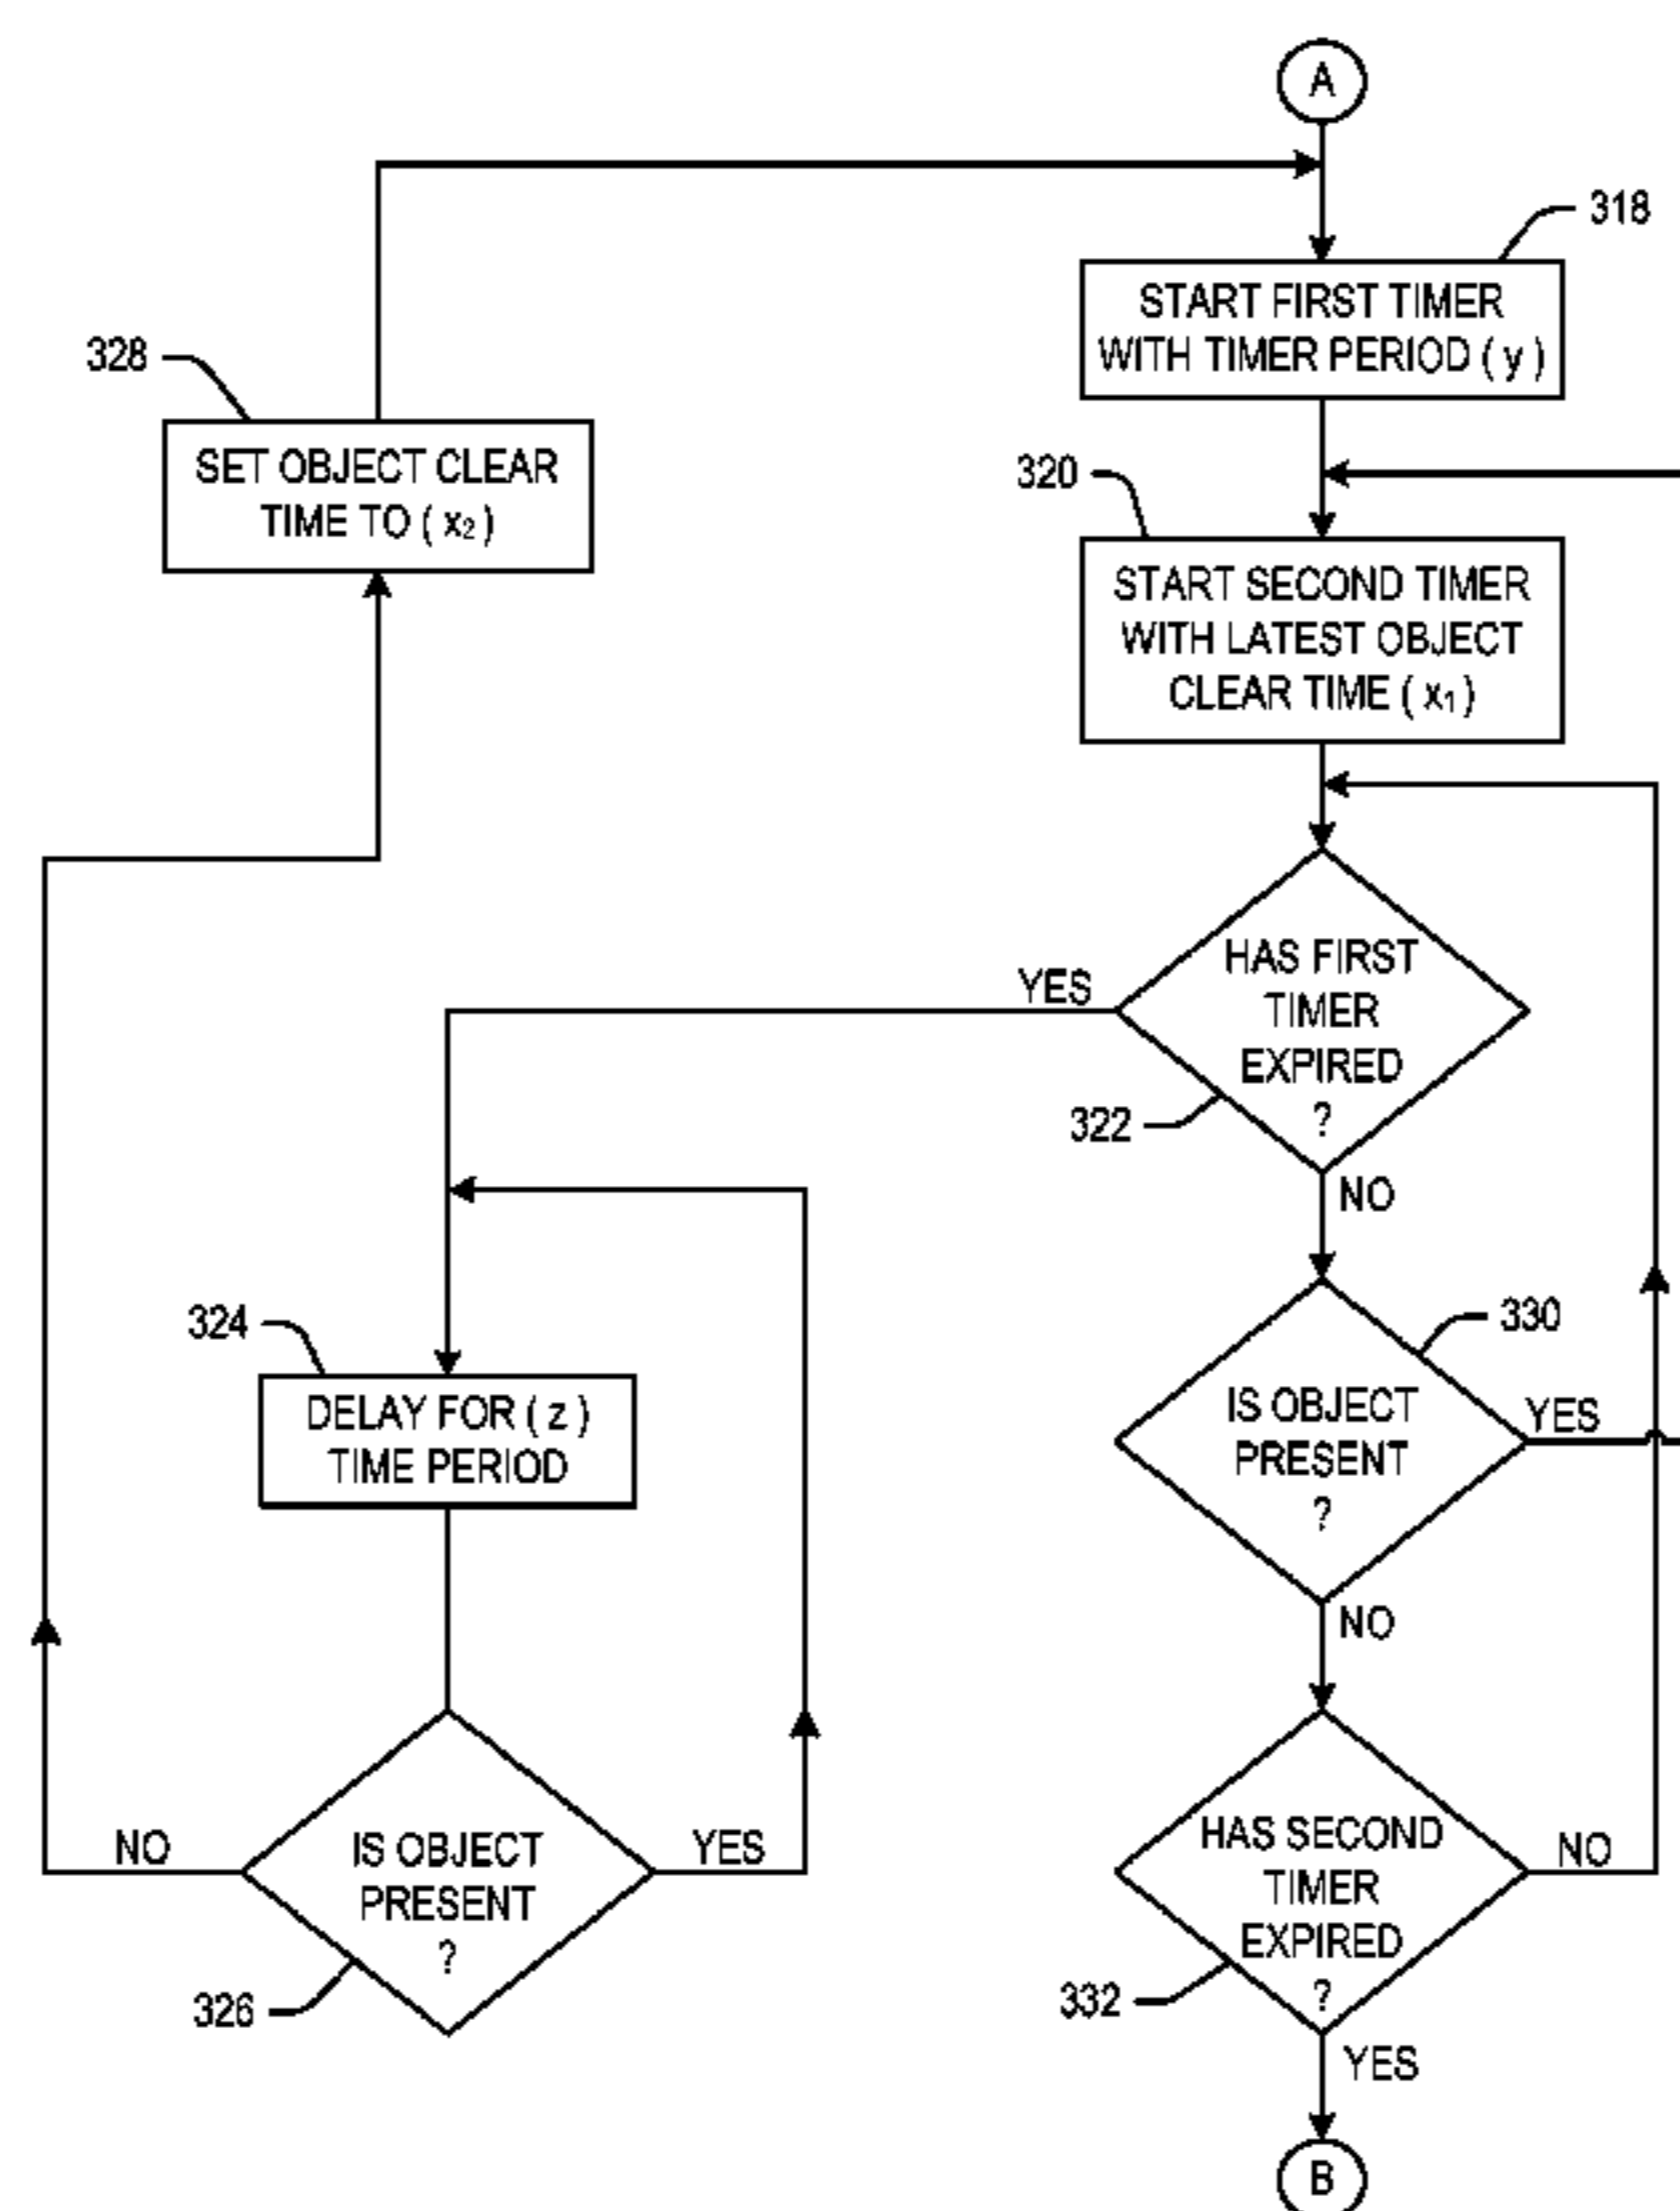 A
318
START FIRST TIMER
WITH TIMER PERIOD ( y )
328
SET OBJECT CLEAR
TIME TO ( x₂ )
320
START SECOND TIMER
WITH LATEST OBJECT
CLEAR TIME ( x₁ )
YES
HAS FIRST
TIMER
EXPIRED
?
322
NO
324
DELAY FOR ( z )
TIME PERIOD
330
IS OBJECT
PRESENT
?
YES
NO
NO
IS OBJECT
PRESENT
?
YES
326
HAS SECOND
TIMER
EXPIRED
?
NO
332
YES
B